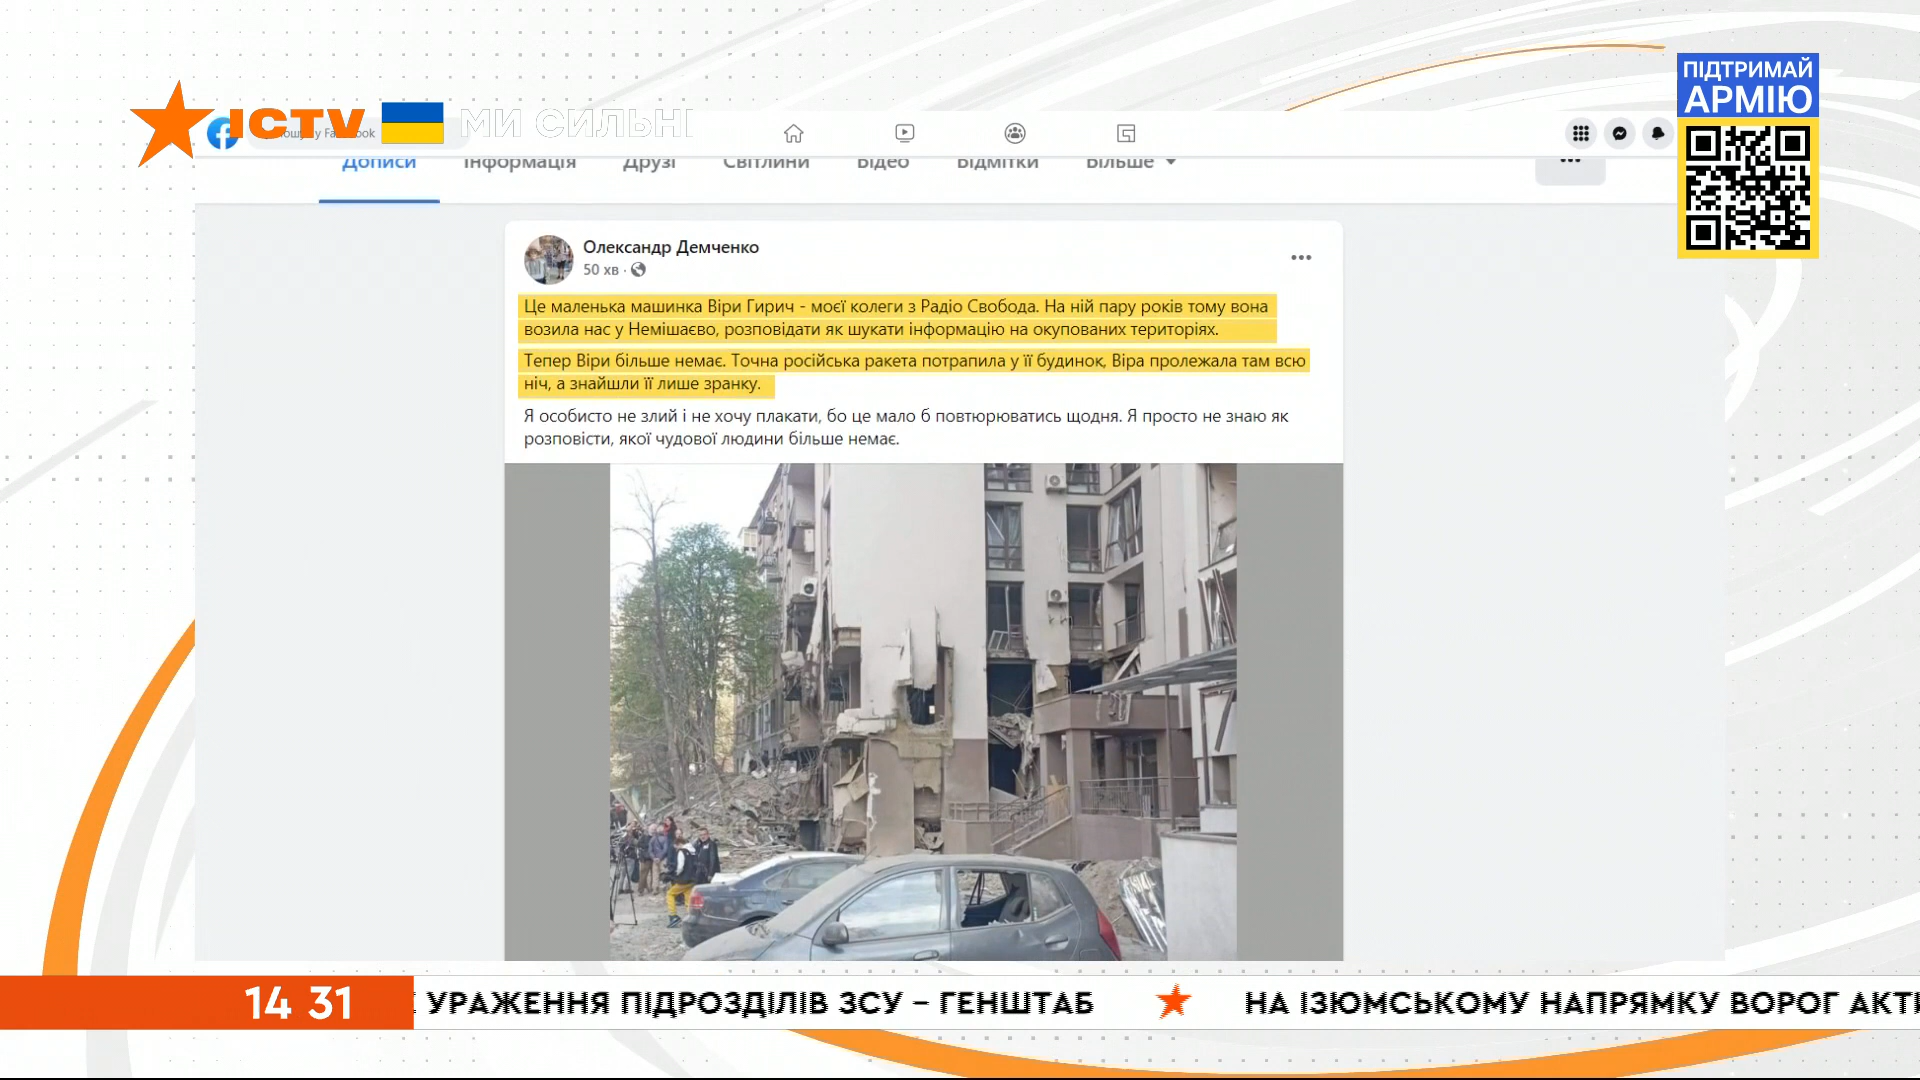 ICTV МИ СИЛЬНІ
ПІДТРИМАЙ
АРМІЮ
Дописи Інформація Друзі Світлини Відео Відмітки Більше
Олександр Демченко
50 хв
Це маленька машинка Віри Гирич - моєї колеги з Радіо Свобода. На ній пару років тому вона
возила нас у Немішаєво, розповідати як шукати інформацію на окупованих територіях.
Тепер Віри більше немає. Точна російська ракета потрапила у її будинок, Віра пролежала там всю
ніч, а знайшли її лише зранку.
Я особисто не злий і не хочу плакати, бо це мало б повтюрюватись щодня. Я просто не знаю як
розповісти, якої чудової людини більше немає.
14 31 УРАЖЕННЯ ПІДРОЗДІЛІВ ЗСУ – ГЕНШТАБ НА ІЗЮМСЬКОМУ НАПРЯМКУ ВОРОГ АКТИ